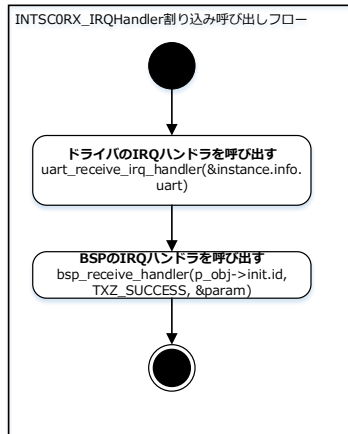 INTSC0RX_IRQHandler割り込み呼び出しフロー
ドライバのIRQハンドラを呼び出す
uart_receive_irq_handler(&instance.info.
uart)
BSPのIRQハンドラを呼び出す
bsp_receive_handler(p_obj->init.id,
TXZ_SUCCESS, &param)